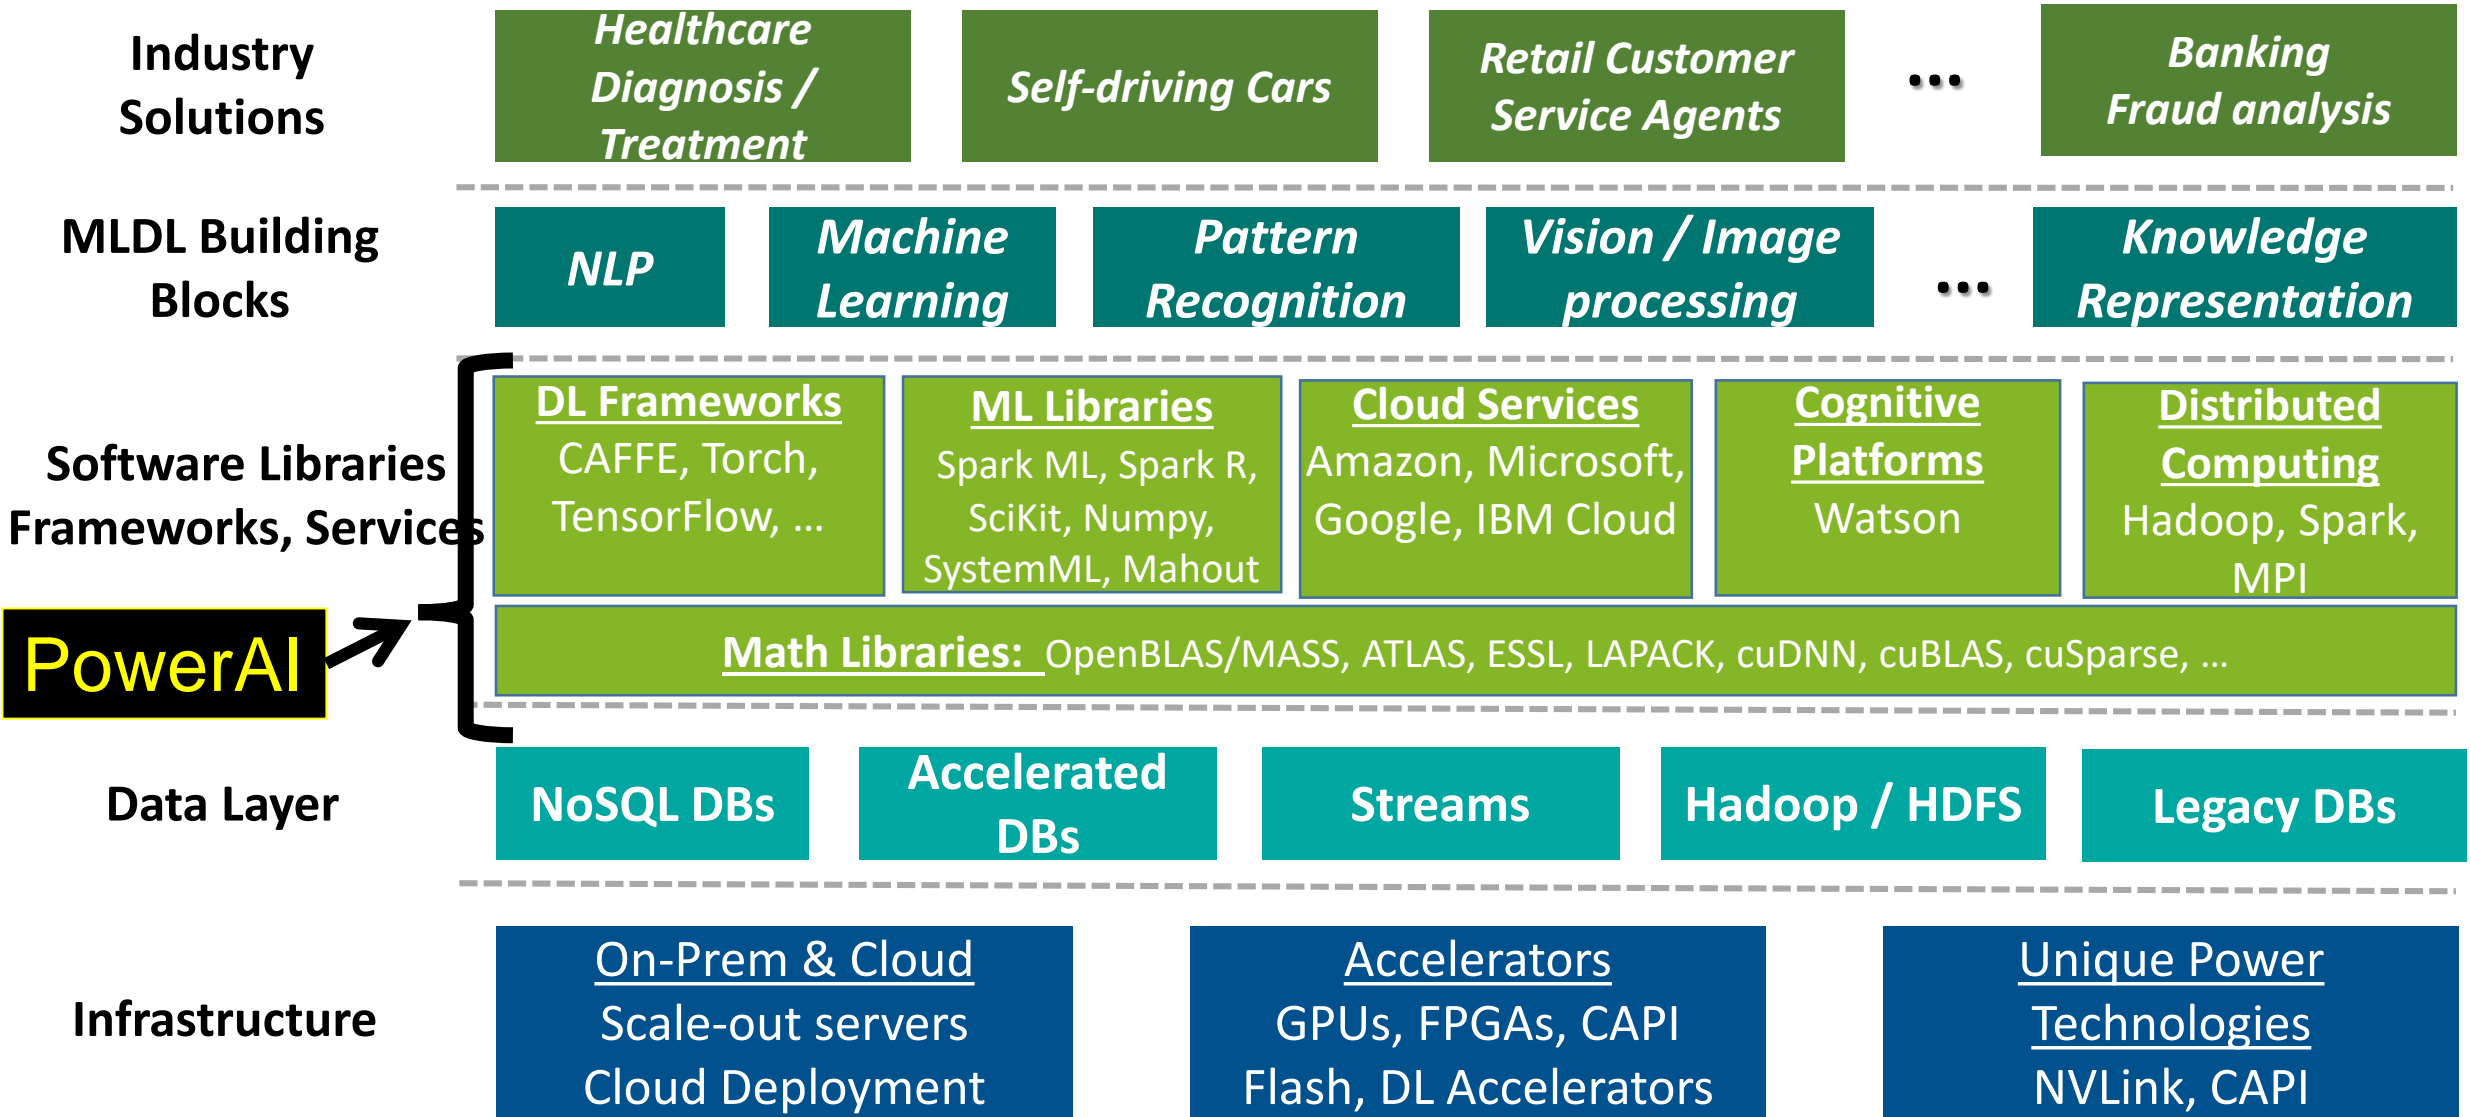 Industry
Solutions
Healthcare
Diagnosis /
Treatment
Self-driving Cars
Retail Customer
Service Agents
...
Banking
Fraud analysis
MLDL Building
Blocks
NLP
Machine
Learning
Pattern
Recognition
Vision / Image
processing
...
Knowledge
Representation
Software Libraries
Frameworks, Services
PowerAI
DL Frameworks
CAFFE, Torch,
TensorFlow, ...
ML Libraries
Spark ML, Spark R,
SciKit, Numpy,
SystemML, Mahout
Cloud Services
Amazon, Microsoft,
Google, IBM Cloud
Cognitive
Platforms
Watson
Distributed
Computing
Hadoop, Spark,
MPI
Math Libraries: OpenBLAS/MASS, ATLAS, ESSL, LAPACK, cuDNN, cuBLAS, cuSparse, ...
Data Layer
NoSQL DBs
Accelerated
DBs
Streams
Hadoop / HDFS
Legacy DBs
Infrastructure
On-Prem & Cloud
Scale-out servers
Cloud Deployment
Accelerators
GPUs, FPGAs, CAPI
Flash, DL Accelerators
Unique Power
Technologies
NVLink, CAPI